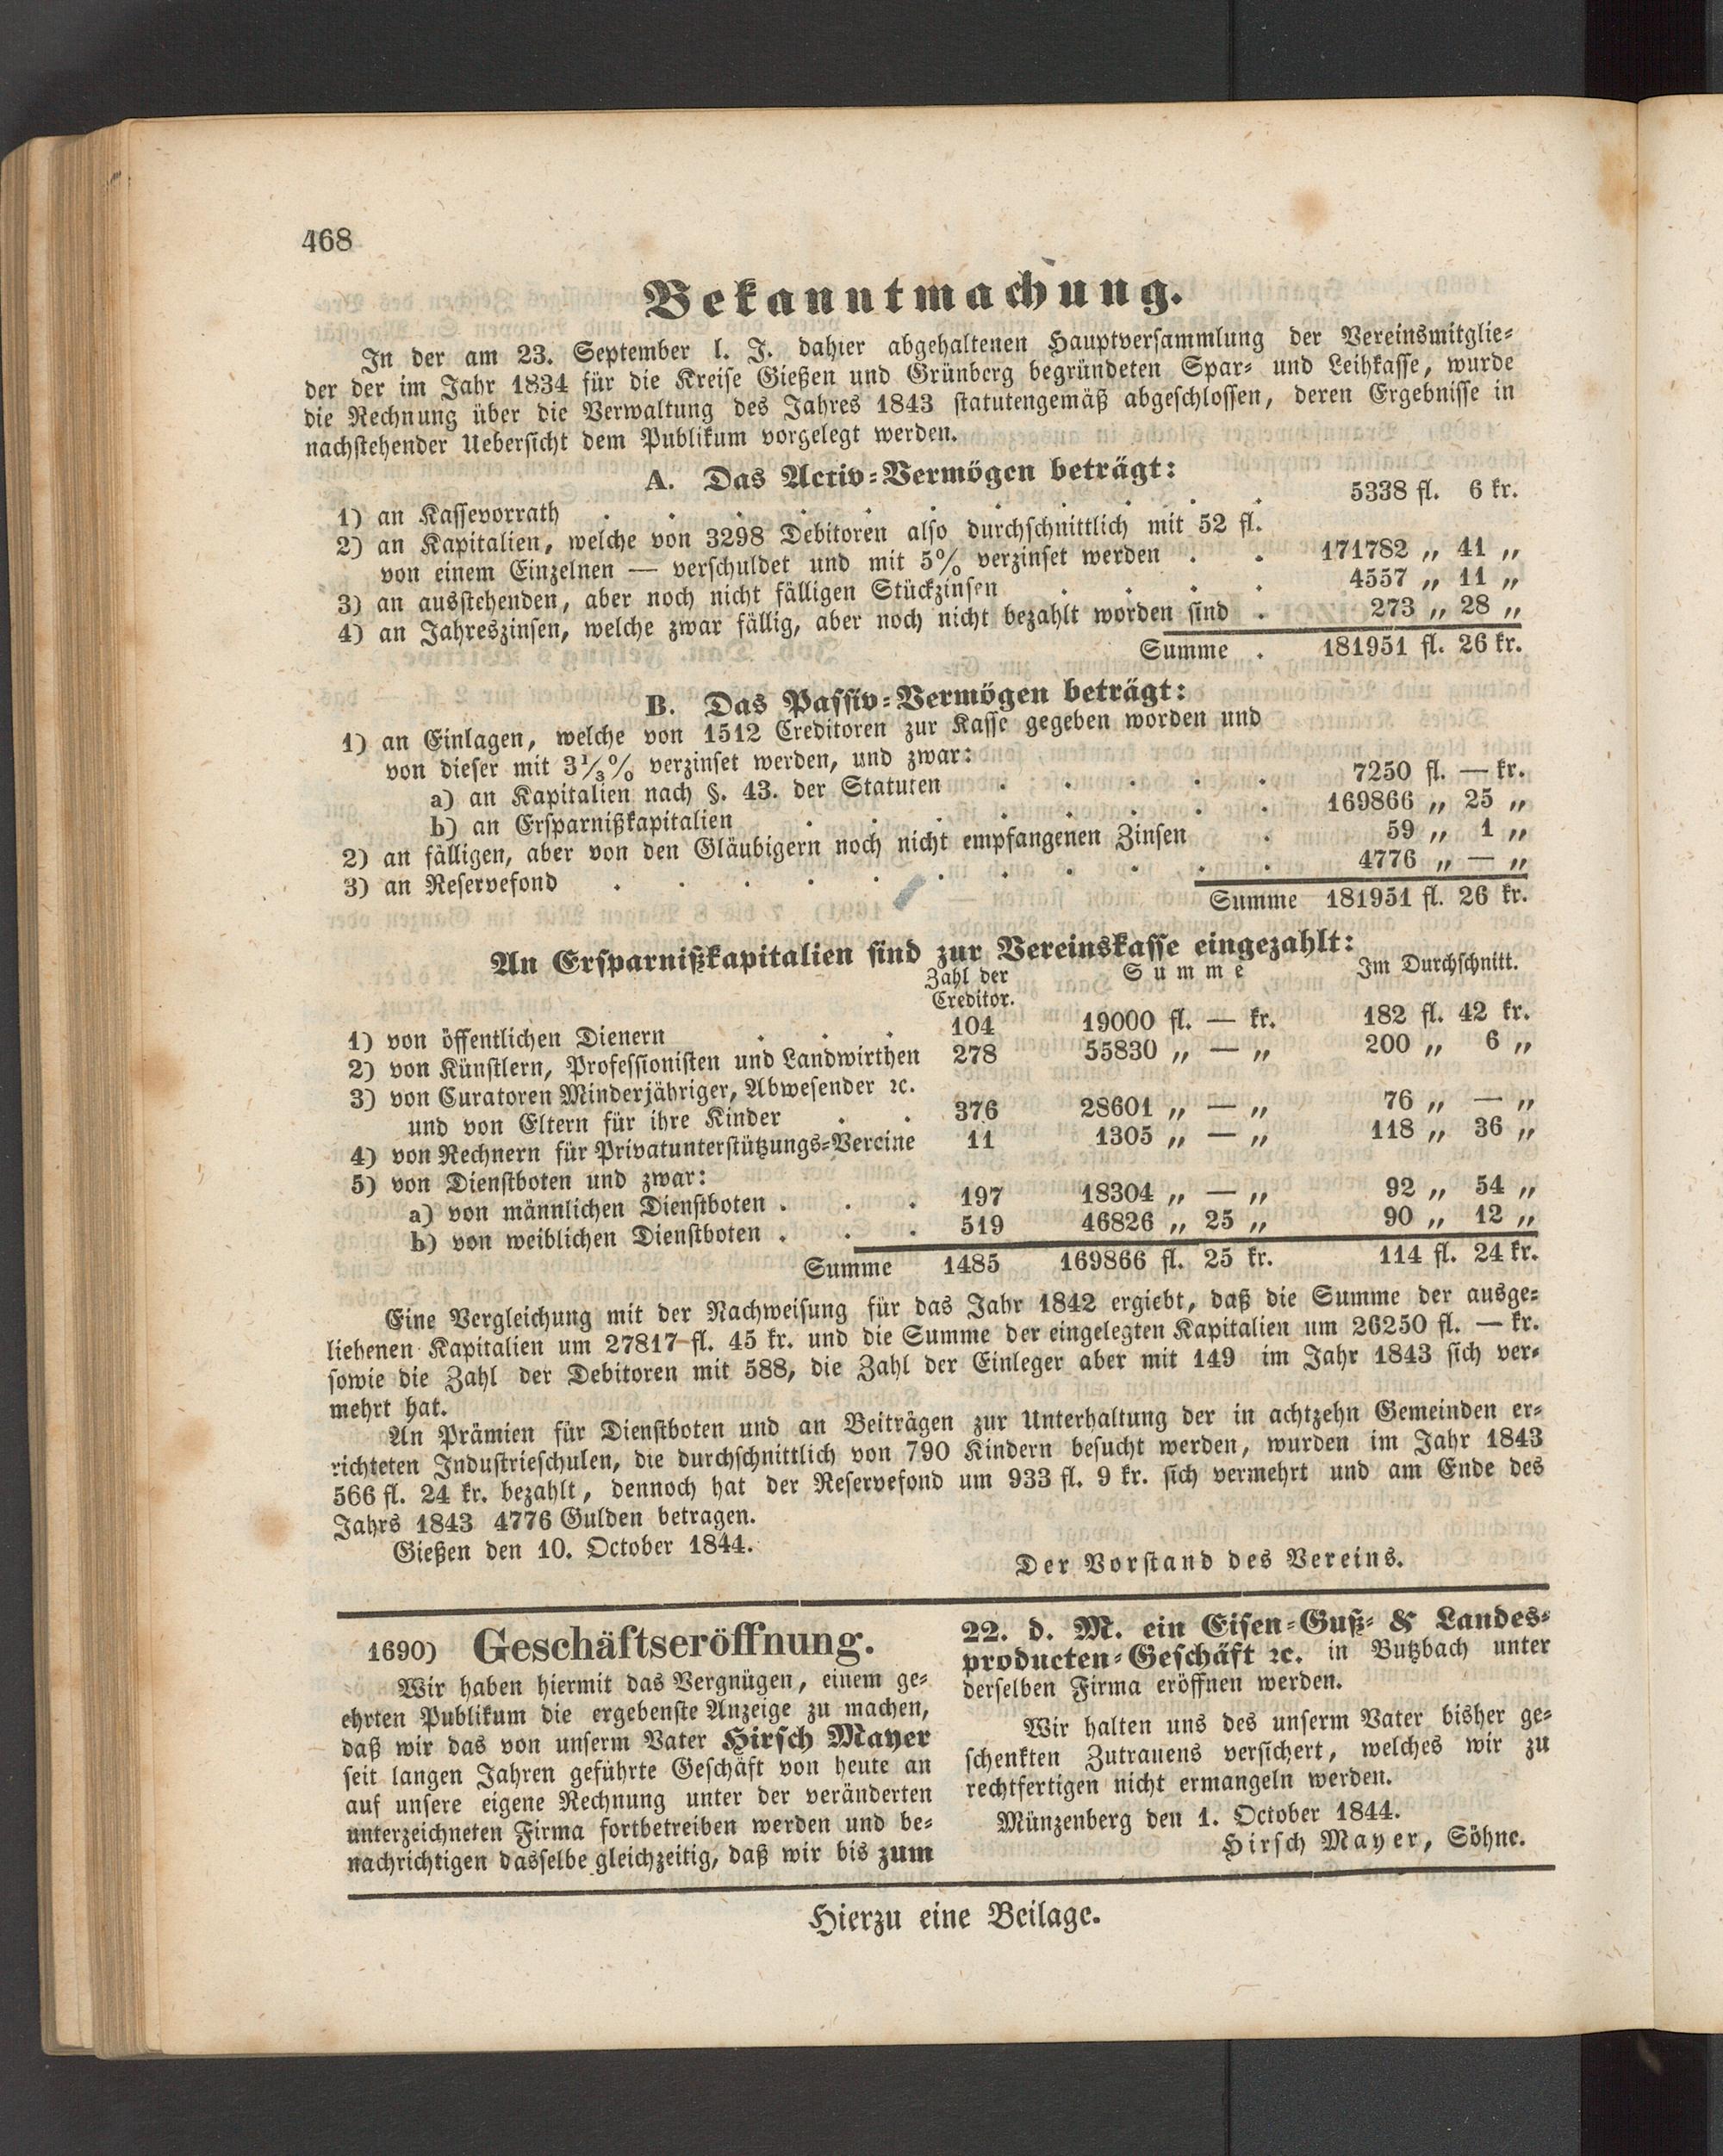 468
Bekanntmachung.
In der am 23. September l. J. dahier abgehaltenen Hauptversammlung der Vereinsmitglie-
der der im Jahr 1834 für die Kreise Gießen und Grünberg begründeten Spar- und Leihkasse, wurde
die Rechnung über die Verwaltung des Jahres 1843 statutengemäß abgeschlossen, deren Ergebnisse in
nachstehender Uebersicht dem Publikum vorgelegt werden.
A. Das Activ-Vermögen beträgt:
1) an Kassevorrath . . . . . . . . . . . 5338 fl. 6 kr.
2) an Kapitalien, welche von 3298 Debitoren also durchschnittlich mit 52 fl.
von einem Einzelnen — verschuldet und mit 5% verzinset werden . . 171782 „ 41 „
3) an ausstehenden, aber noch nicht fälligen Stückzinsen . . . . 4557 „ 11 „
4) an Jahreszinsen, welche zwar fällig, aber noch nicht bezahlt worden sind . 273 „ 28 „
Summe . 181951 fl. 26 kr.
B. Das Passiv-Vermögen beträgt:
1) an Einlagen, welche von 1512 Creditoren zur Kasse gegeben worden und
von dieser mit 3⅓% verzinset werden, und zwar:
a) an Kapitalien nach §. 43. der Statuten . . . . . 7250 fl. — kr.
b) an Ersparnißkapitalien . . . . . . . . 169866 „ 25 „
2) an fälligen, aber von den Gläubigern noch nicht empfangenen Zinsen . 59 „ 1 „
3) an Reservefond . . . . . . . . . . . 4776 „ — „
Summe 181951 fl. 26 kr.
An Ersparnißkapitalien sind zur Vereinskasse eingezahlt:
Zahl der Summe Im Durchschnitt.
Creditor.
1) von öffentlichen Dienern . . . 104 19000 fl. — kr. 182 fl. 42 kr.
2) von Künstlern, Professionisten und Landwirthen 278 55830 „ — „ 200 „ 6 „
3) von Curatoren Minderjähriger, Abwesender ꝛc.
und von Eltern für ihre Kinder . . 376 28601 „ — „ 76 „ — „
4) von Rechnern für Privatunterstützungs-Vereine 11 1305 „ — „ 118 „ 36 „
5) von Dienstboten und zwar:
a) von männlichen Dienstboten . . . 197 18304 „ — „ 92 „ 54 „
b) von weiblichen Dienstboten . . . 519 46826 „ 25 „ 90 „ 12 „
Summe 1485 169866 fl. 25 kr. 114 fl. 24 kr.
Eine Vergleichung mit der Nachweisung für das Jahr 1842 ergiebt, daß die Summe der ausge-
liehenen Kapitalien um 27817 fl. 45 kr. und die Summe der eingelegten Kapitalien um 26250 fl. — kr.
sowie die Zahl der Debitoren mit 588, die Zahl der Einleger aber mit 149 im Jahr 1843 sich ver-
mehrt hat.
An Prämien für Dienstboten und an Beiträgen zur Unterhaltung der in achtzehn Gemeinden er-
richteten Industrieschulen, die durchschnittlich von 790 Kindern besucht werden, wurden im Jahr 1843
566 fl. 24 kr. bezahlt, dennoch hat der Reservefond um 933 fl. 9 kr. sich vermehrt und am Ende des
Jahrs 1843 4776 Gulden betragen.
Gießen den 10. October 1844.
Der Vorstand des Vereins.
1690) Geschäftseröffnung.
Wir haben hiermit das Vergnügen, einem ge-
ehrten Publikum die ergebenste Anzeige zu machen,
daß wir das von unserm Vater Hirsch Mayer
seit langen Jahren geführte Geschäft von heute an
auf unsere eigene Rechnung unter der veränderten
unterzeichneten Firma fortbetreiben werden und be-
nachrichtigen dasselbe gleichzeitig, daß wir bis zum
22. d. M. ein Eisen-Guß- & Landes-
producten-Geschäft ꝛc. in Butzbach unter
derselben Firma eröffnen werden.
Wir halten uns des unserm Vater bisher ge-
schenkten Zutrauens versichert, welches wir zu
rechtfertigen nicht ermangeln werden.
Münzenberg den 1. October 1844.
Hirsch Mayer, Söhne.
Hierzu eine Beilage.